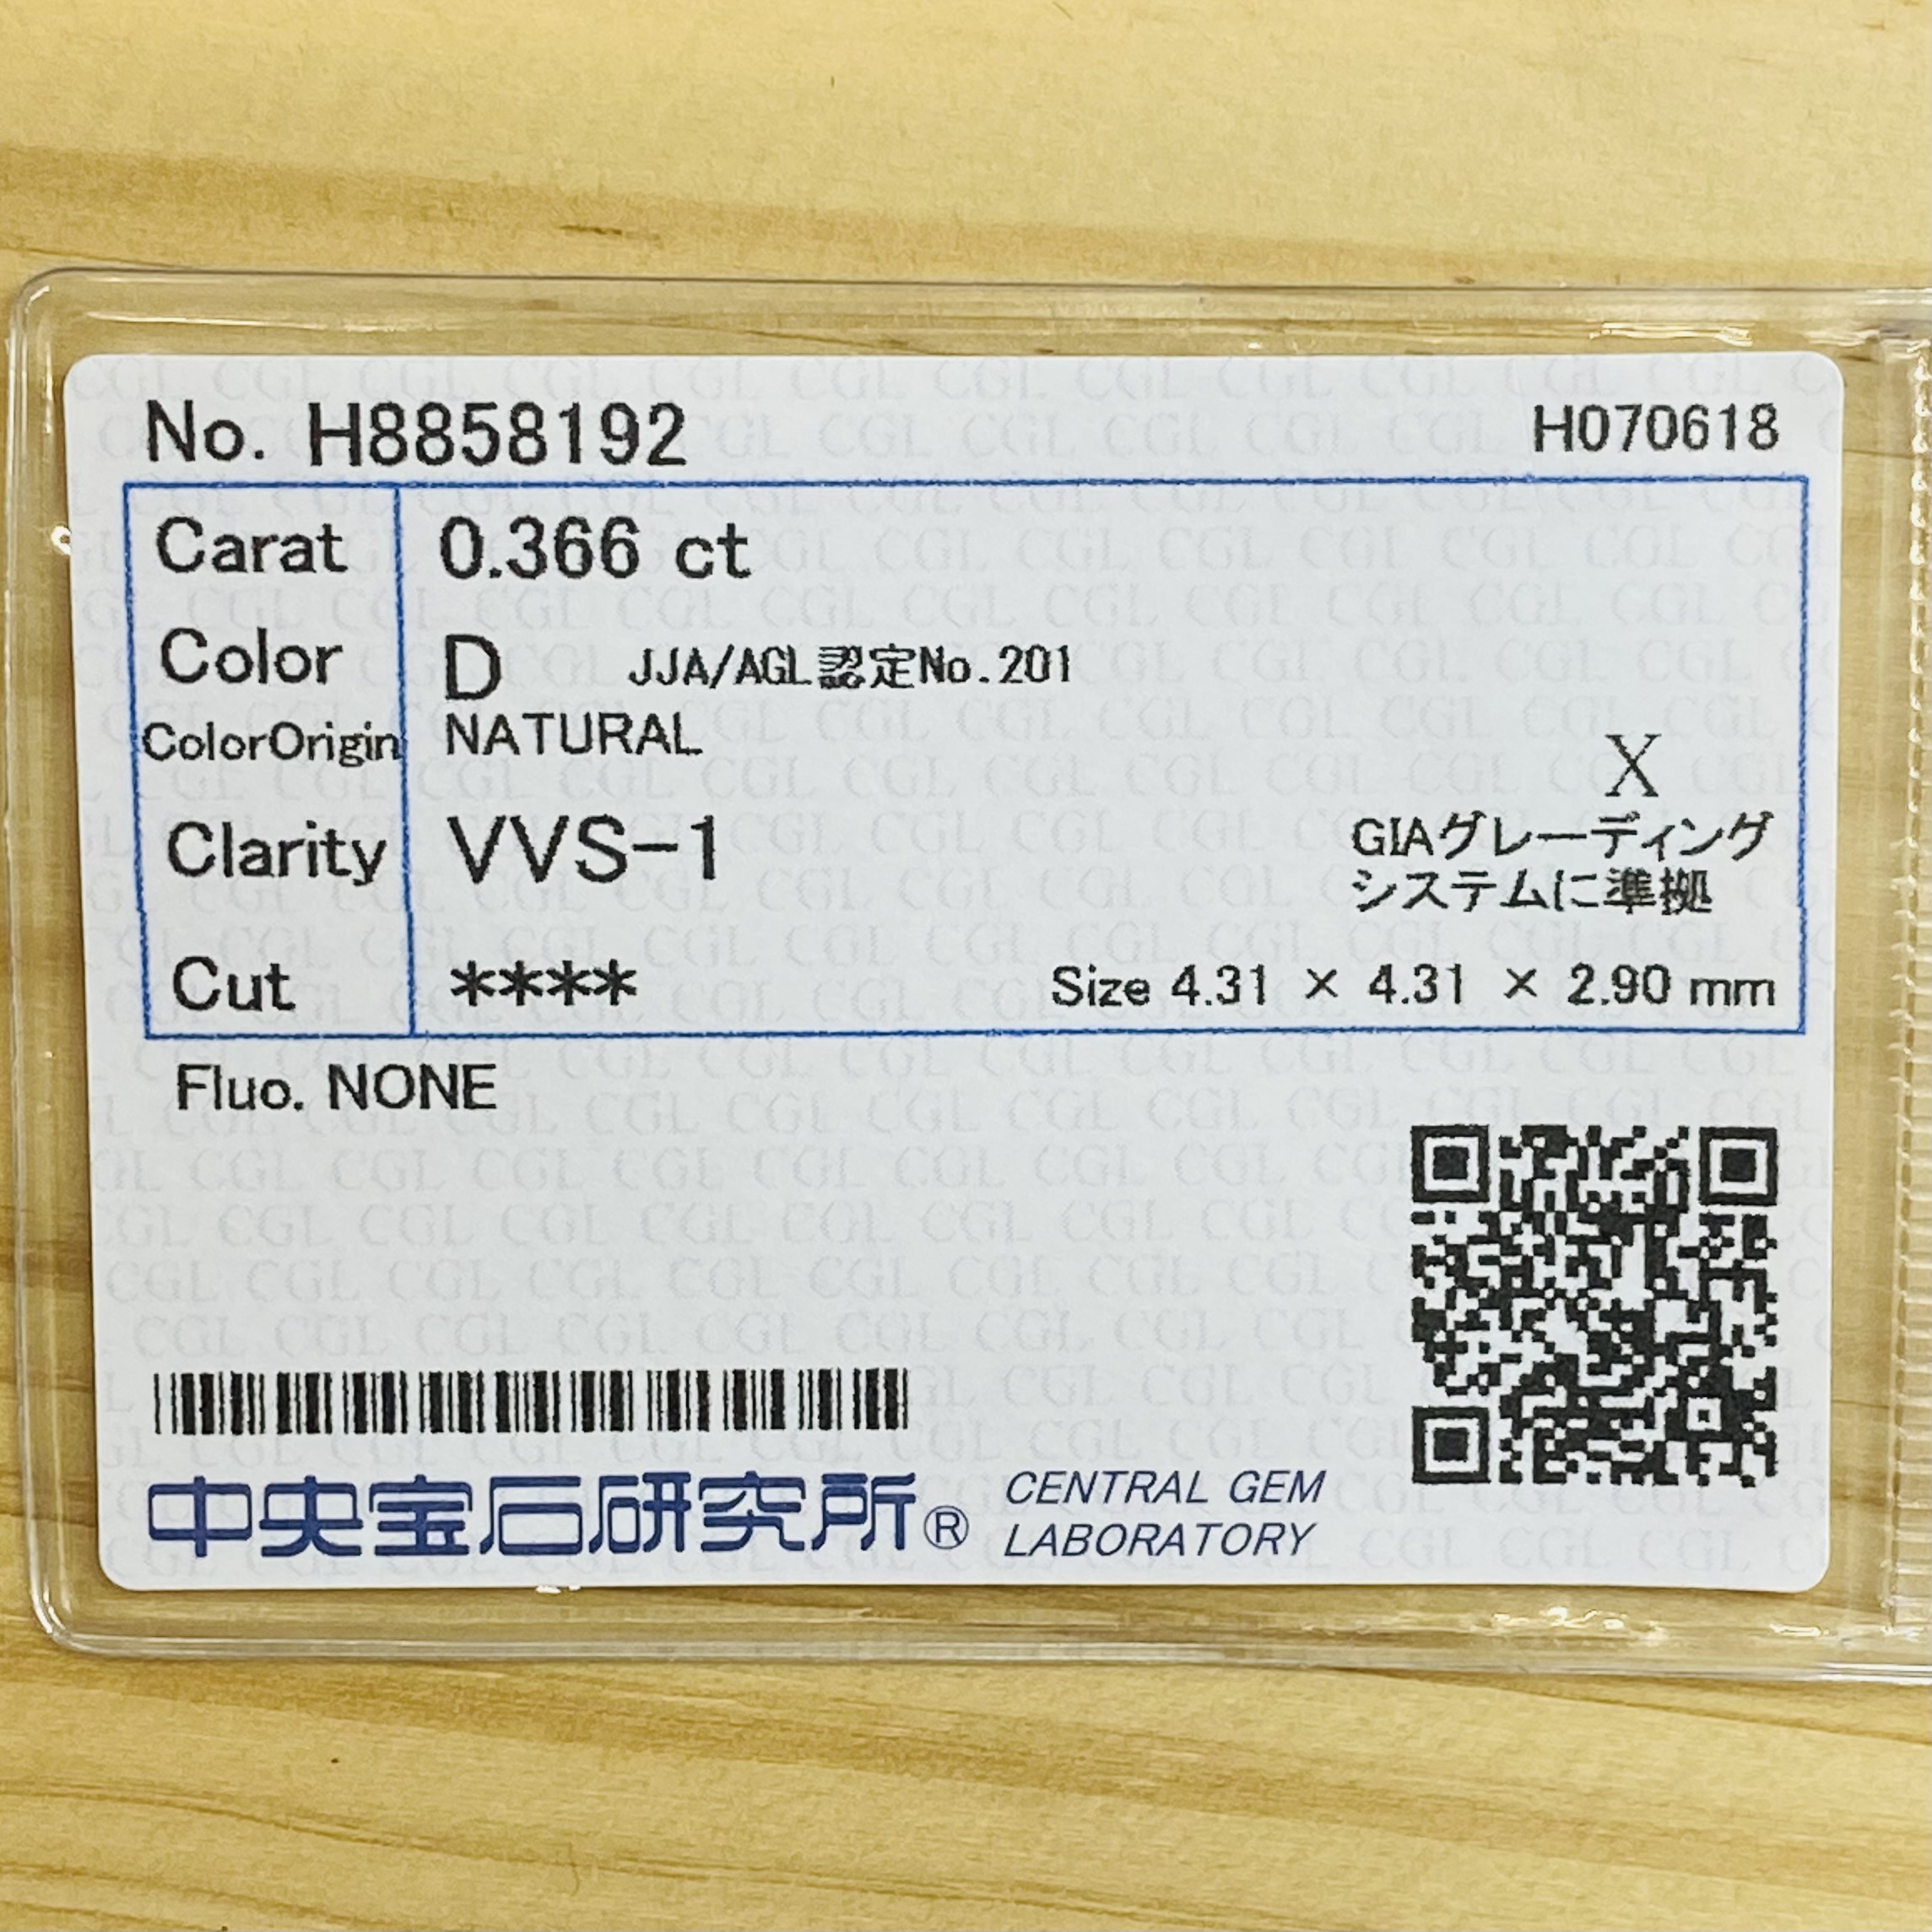 No. H8858192 H070618
Carat 0.366 ct
Color D JJA/AGL認定No.201
ColorOrigin NATURAL
X
Clarity VVS-1 GIAグレーディング
システムに準拠
Cut **** Size 4.31 × 4.31 × 2.90 mm
Fluo. NONE
中央宝石研究所® CENTRAL GEM
LABORATORY